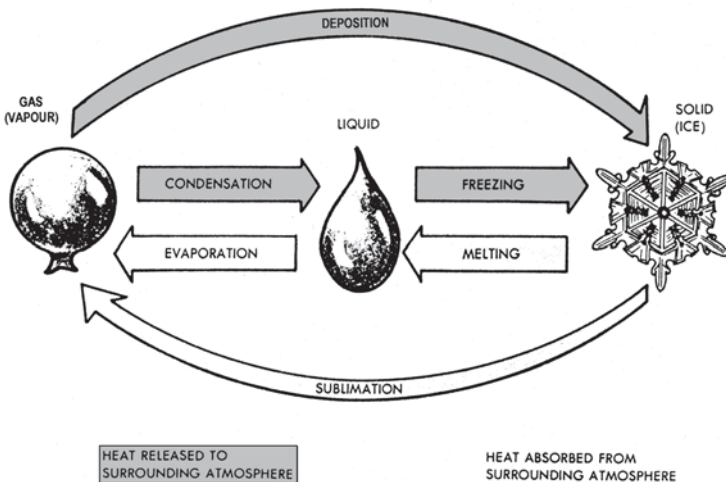 DEPOSITION
GAS
(VAPOUR)
SOLID
(ICE)
LIQUID
CONDENSATION
FREEZING
EVAPORATION
MELTING
SUBLIMATION
HEAT RELEASED TO
SURROUNDING ATMOSPHERE
HEAT ABSORBED FROM
SURROUNDING ATMOSPHERE